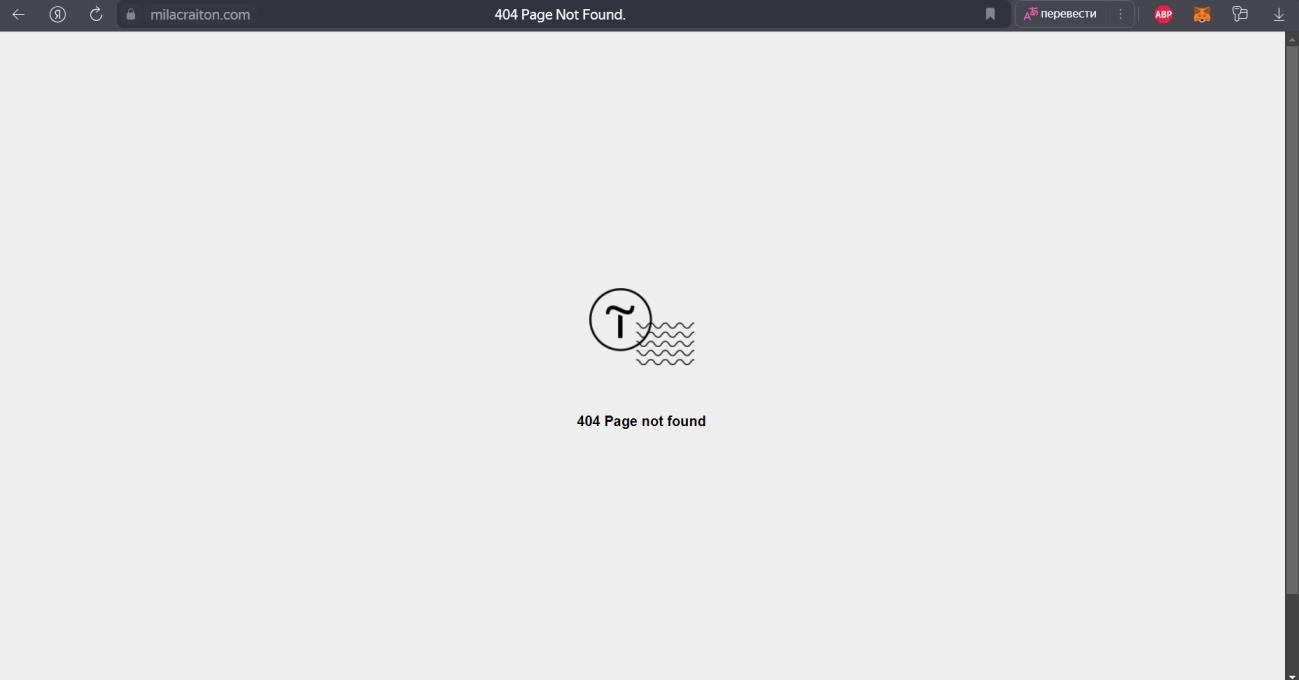 Я milacraiton.com 404 Page Not Found. перевести ABP
404 Page not found